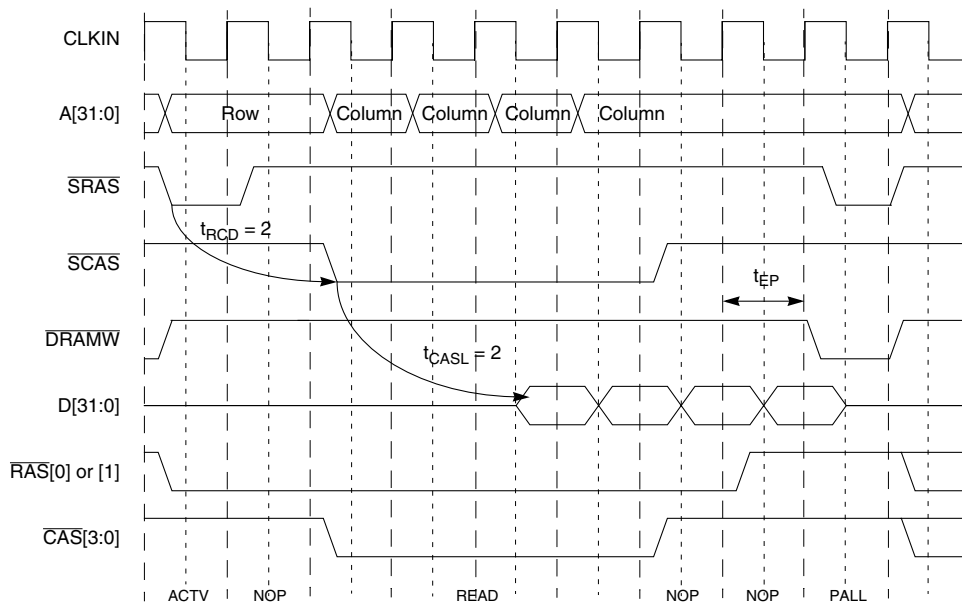 CLKIN
A[31:0] Row Column Column Column Column
SRAS
tRCD = 2
SCAS
tEP
DRAMW
tCASL = 2
D[31:0]
RAS[0] or [1]
CAS[3:0]
ACTV NOP READ NOP NOP PALL